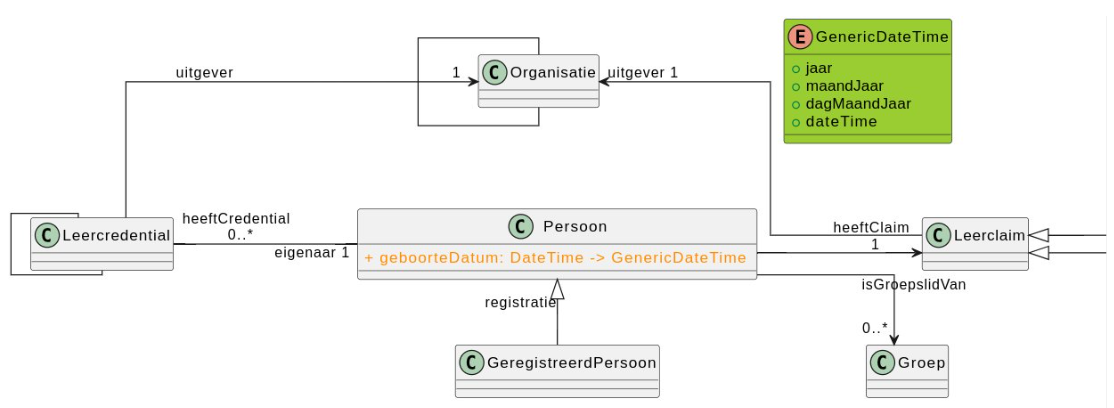 E GenericDateTime
jaar
maandJaar
dagMaandJaar
dateTime
C Organisatie
uitgever
1
uitgever 1
C Leercredential
heeftCredential
0..*
eigenaar 1
C Persoon
+ geboorteDatum: DateTime -> GenericDateTime
heeftClaim
1
C Leerclaim
isGroepslidVan
0..*
registratie
C GeregistreerdPersoon
C Groep